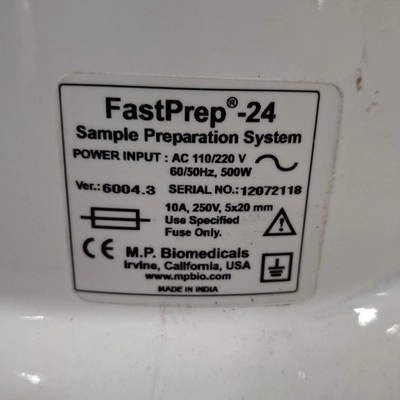 FastPrep®-24
Sample Preparation System
POWER INPUT : AC 110/220 V
60/50Hz, 500W
Ver.: 6004.3 SERIAL NO.: 12072118
10A, 250V, 5x20 mm
Use Specified
Fuse Only.
CE M.P. Biomedicals
Irvine, California, USA
www.mpbio.com
MADE IN INDIA